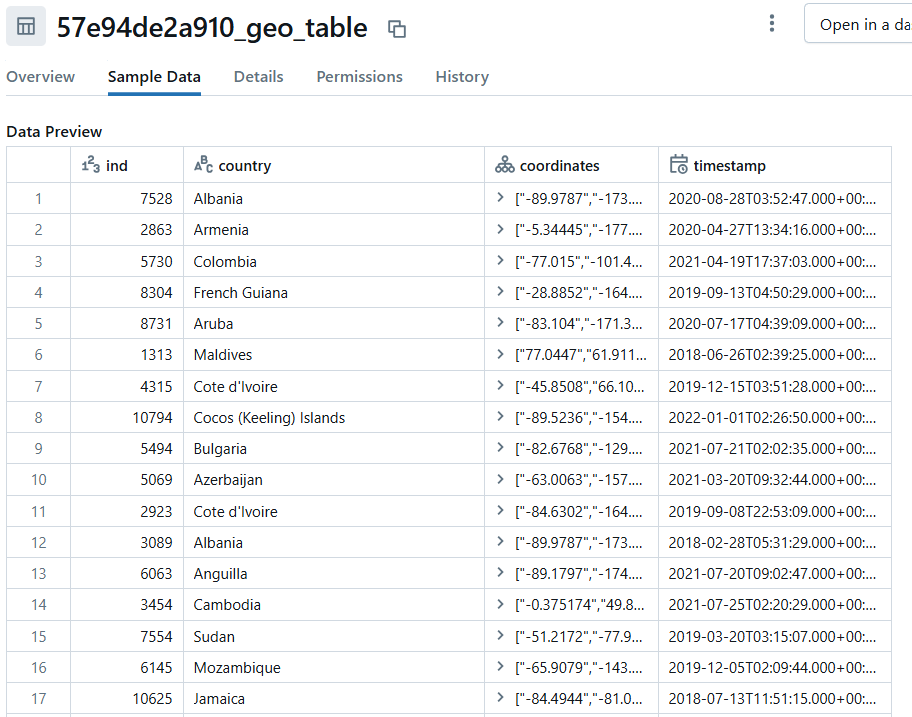 57e94de2a910_geo_table
Open in a da
Overview Sample Data Details Permissions History
Data Preview
ind country coordinates timestamp
1 7528 Albania ["-89.9787","-173.... 2020-08-28T03:52:47.000+00:...
2 2863 Armenia ["-5.34445","-177.... 2020-04-27T13:34:16.000+00:...
3 5730 Colombia ["-77.015","-101.4... 2021-04-19T17:37:03.000+00:...
4 8304 French Guiana ["-28.8852","-164.... 2019-09-13T04:50:29.000+00:...
5 8731 Aruba ["-83.104","-171.3... 2020-07-17T04:39:09.000+00:...
6 1313 Maldives ["77.0447","61.911... 2018-06-26T02:39:25.000+00:...
7 4315 Cote d'Ivoire ["-45.8508","66.10... 2019-12-15T03:51:28.000+00:...
8 10794 Cocos (Keeling) Islands ["-89.5236","-154.... 2022-01-01T02:26:50.000+00:...
9 5494 Bulgaria ["-82.6768","-129.... 2021-07-21T02:02:35.000+00:...
10 5069 Azerbaijan ["-63.0063","-157.... 2021-03-20T09:32:44.000+00:...
11 2923 Cote d'Ivoire ["-84.6302","-164.... 2019-09-08T22:53:09.000+00:...
12 3089 Albania ["-89.9787","-173.... 2018-02-28T05:31:29.000+00:...
13 6063 Anguilla ["-89.1797","-174.... 2021-07-20T09:02:47.000+00:...
14 3454 Cambodia ["-0.375174","49.8... 2021-07-25T02:20:29.000+00:...
15 7554 Sudan ["-51.2172","-77.9... 2019-03-20T03:15:07.000+00:...
16 6145 Mozambique ["-65.9079","-143.... 2019-12-05T02:09:44.000+00:...
17 10625 Jamaica ["-84.4944","-81.0... 2018-07-13T11:51:15.000+00:...